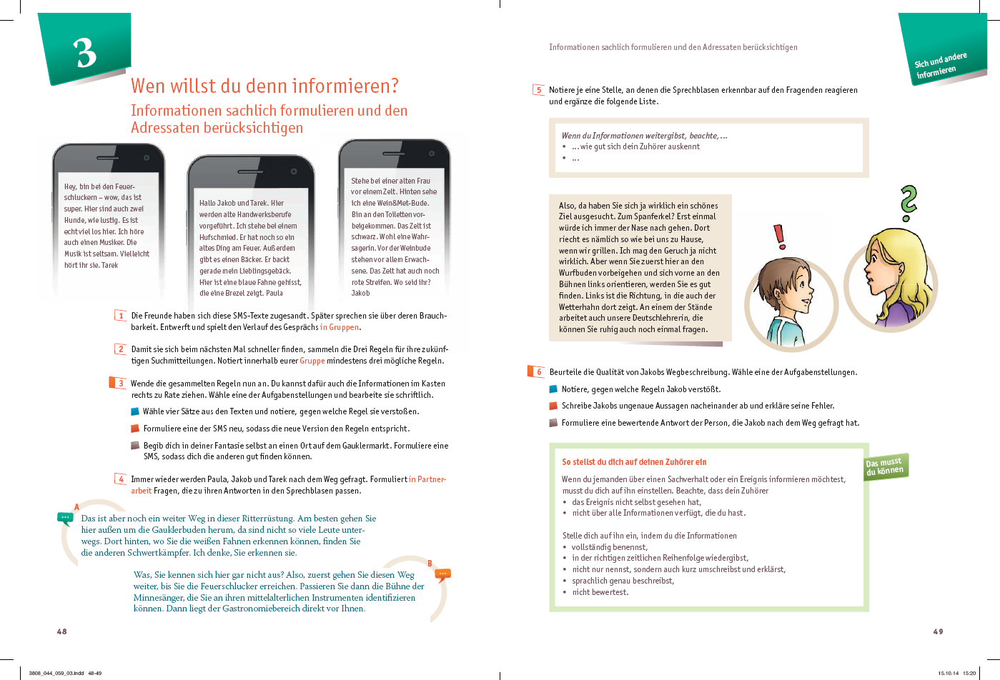 3
Wen willst du denn informieren?
Informationen sachlich formulieren und den
Adressaten berücksichtigen
Hey, bin bei den Feuer-
schluckern – wow, das ist
super. Hier sind auch zwei
Hunde, wie lustig. Es ist
echt viel los hier. Ich höre
auch einen Musiker. Die
Musik ist seltsam. Vielleicht
hört ihr sie. Tarek
Hallo Jakob und Tarek. Hier
werden alte Handwerksberufe
vorgeführt. Ich stehe bei einem
Hufschmied. Er hat noch so ein
altes Ding am Feuer. Außerdem
gibt es einen Bäcker. Er backt
gerade mein Lieblingsgebäck.
Hier ist eine blaue Fahne gehisst,
die eine Brezel zeigt. Paula
Stehe bei einer alten Frau
vor einem Zelt. Hinten sehe
ich eine Wein&Met-Bude.
Bin an den Toiletten vor-
beigekommen. Das Zelt ist
schwarz. Wohl eine Wahr-
sagerin. Vor der Weinbude
stehen vor allem Erwach-
sene. Das Zelt hat auch noch
rote Streifen. Wo seid ihr?
Jakob
1 Die Freunde haben sich diese SMS-Texte zugesandt. Später sprechen sie über deren Brauch-
barkeit. Entwerft und spielt den Verlauf des Gesprächs in Gruppen.
2 Damit sie sich beim nächsten Mal schneller finden, sammeln die Drei Regeln für ihre zukünf-
tigen Suchmitteilungen. Notiert innerhalb eurer Gruppe mindestens drei mögliche Regeln.
3 Wende die gesammelten Regeln nun an. Du kannst dafür auch die Informationen im Kasten
rechts zu Rate ziehen. Wähle eine der Aufgabenstellungen und bearbeite sie schriftlich.
Wähle vier Sätze aus den Texten und notiere, gegen welche Regel sie verstoßen.
Formuliere eine der SMS neu, sodass die neue Version den Regeln entspricht.
Begib dich in deiner Fantasie selbst an einen Ort auf dem Gauklermarkt. Formuliere eine
SMS, sodass dich die anderen gut finden können.
4 Immer wieder werden Paula, Jakob und Tarek nach dem Weg gefragt. Formuliert in Partner-
arbeit Fragen, die zu ihren Antworten in den Sprechblasen passen.
A
Das ist aber noch ein weiter Weg in dieser Ritterrüstung. Am besten gehen Sie
hier außen um die Gauklerbuden herum, da sind nicht so viele Leute unter-
wegs. Dort hinten, wo Sie die weißen Fahnen erkennen können, finden Sie
die anderen Schwertkämpfer. Ich denke, Sie erkennen sie.
B
Was, Sie kennen sich hier gar nicht aus? Also, zuerst gehen Sie diesen Weg
weiter, bis Sie die Feuerschlucker erreichen. Passieren Sie dann die Bühne der
Minnesänger, die Sie an ihren mittelalterlichen Instrumenten identifizieren
können. Dann liegt der Gastronomiebereich direkt vor Ihnen.
48
3808_044_059_03.indd 48-49
Informationen sachlich formulieren und den Adressaten berücksichtigen
Sich und andere
informieren
5 Notiere je eine Stelle, an denen die Sprechblasen erkennbar auf den Fragenden reagieren
und ergänze die folgende Liste.
Wenn du Informationen weitergibst, beachte, ...
• ... wie gut sich dein Zuhörer auskennt
• ...
Also, da haben Sie sich ja wirklich ein schönes
Ziel ausgesucht. Zum Spanferkel? Erst einmal
würde ich immer der Nase nach gehen. Dort
riecht es nämlich so wie bei uns zu Hause,
wenn wir grillen. Ich mag den Geruch ja nicht
wirklich. Aber wenn Sie zuerst hier an den
Wurfbuden vorbeigehen und sich vorne an den
Bühnen links orientieren, werden Sie es gut
finden. Links ist die Richtung, in die auch der
Wetterhahn dort zeigt. An einem der Stände
arbeitet auch unsere Deutschlehrerin, die
können Sie ruhig auch noch einmal fragen.
!
?
6 Beurteile die Qualität von Jakobs Wegbeschreibung. Wähle eine der Aufgabenstellungen.
Notiere, gegen welche Regeln Jakob verstößt.
Schreibe Jakobs ungenaue Aussagen nacheinander ab und erkläre seine Fehler.
Formuliere eine bewertende Antwort der Person, die Jakob nach dem Weg gefragt hat.
So stellst du dich auf deinen Zuhörer ein
Das musst
du können
Wenn du jemanden über einen Sachverhalt oder ein Ereignis informieren möchtest,
musst du dich auf ihn einstellen. Beachte, dass dein Zuhörer
• das Ereignis nicht selbst gesehen hat,
• nicht über alle Informationen verfügt, die du hast.
Stelle dich auf ihn ein, indem du die Informationen
• vollständig benennst,
• in der richtigen zeitlichen Reihenfolge wiedergibst,
• nicht nur nennst, sondern auch kurz umschreibst und erklärst,
• sprachlich genau beschreibst,
• nicht bewertest.
49
15.10.14 15:20